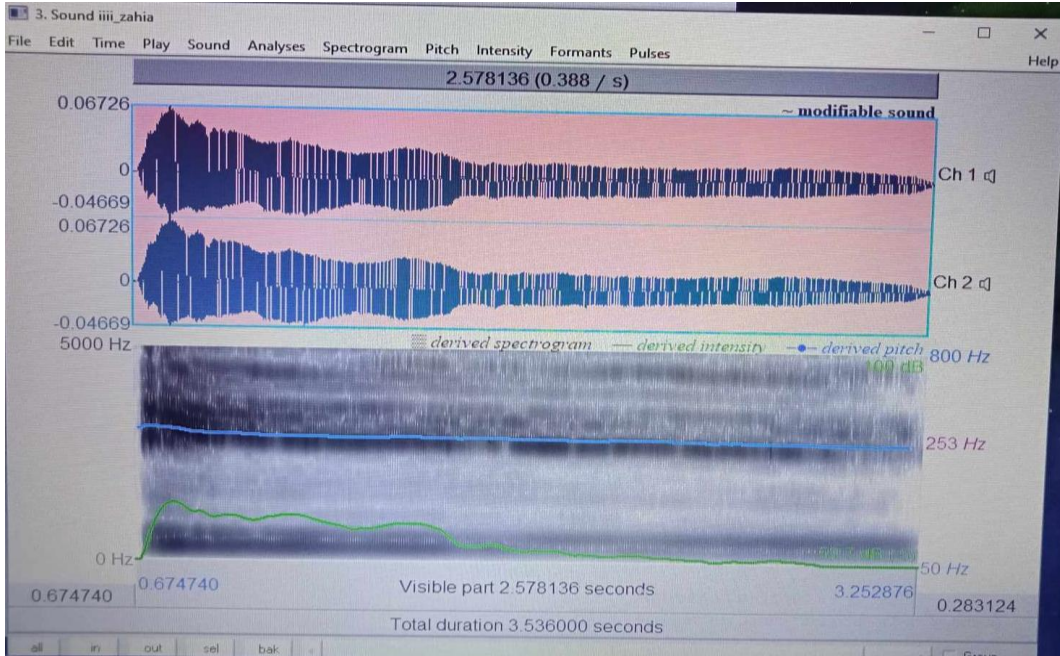 3. Sound iiii_zahia
File Edit Time Play Sound Analyses Spectrogram Pitch Intensity Formants Pulses
Help
2.578136 (0.388 / s)
0.06726
~ modifiable sound
0
Ch 1
-0.04669
0.06726
0
Ch 2
-0.04669
5000 Hz
derived spectrogram derived intensity derived pitch
800 Hz
100 dB
253 Hz
0 Hz
50 Hz
0.674740
0.674740
Visible part 2.578136 seconds
3.252876
0.283124
Total duration 3.536000 seconds
all in out sel bak
Group